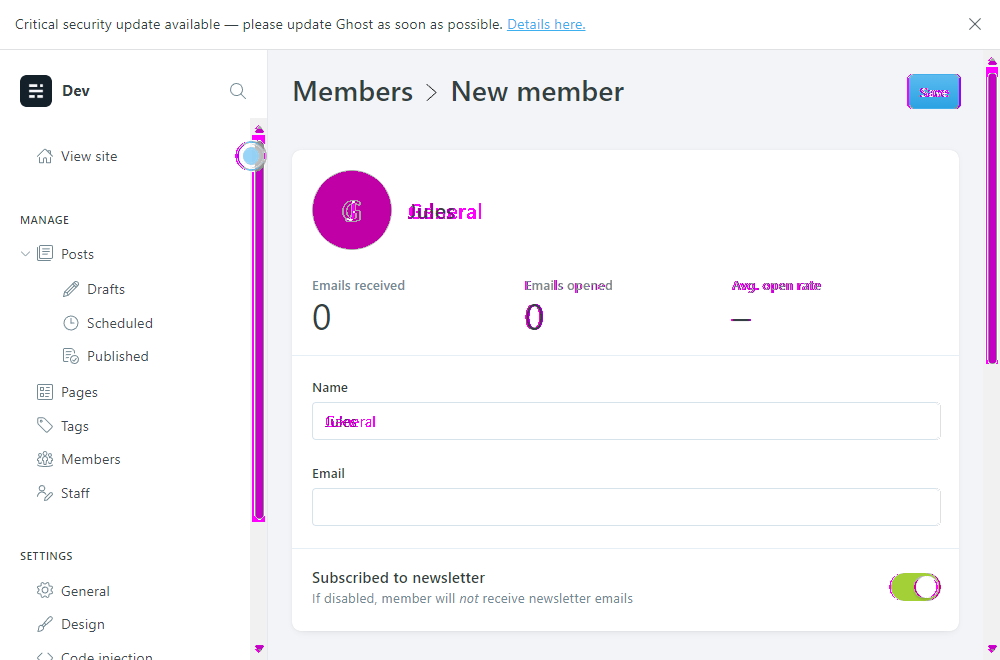 Critical security update available — please update Ghost as soon as possible. Details here.
Dev
Members > New member
Save
View site
MANAGE
Posts
Drafts
Scheduled
Published
Pages
Tags
Members
Staff
SETTINGS
General
Design
Code injection
G
Emails received
0
Emails opened
0
Avg. open rate
–
Name
Email
Subscribed to newsletter
If disabled, member will not receive newsletter emails